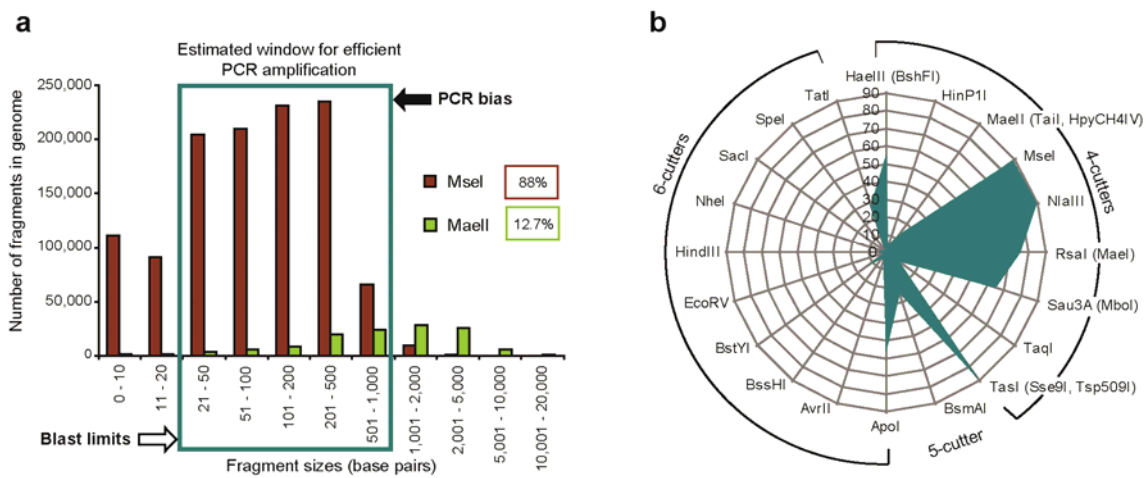 a
Estimated window for efficient
PCR amplification
Number of fragments in genome
250,000
200,000
150,000
100,000
50,000
0
PCR bias
MseI 88%
MaeII 12.7%
0 - 10
11 - 20
21 - 50
51 - 100
101 - 200
201 - 500
501 - 1,000
1,001 - 2,000
2,001 - 5,000
5,001 - 10,000
10,001 - 20,000
Blast limits
Fragment sizes (base pairs)
b
HaeIII (BshFI)
HinP1I
MaeII (TaiI, HpyCH4IV)
MseI
NlaIII
RsaI (MaeI)
Sau3A (MboI)
TaqI
TasI (Sse9I, Tsp509I)
BsmAI
ApoI
AvrII
BssHI
BstYI
EcoRV
HindIII
NheI
SacI
SpeI
TatI
90
80
70
60
50
40
30
20
10
0
4-cutters
5-cutter
6-cutters